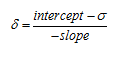 δ = (intercept − σ) / (−slope)